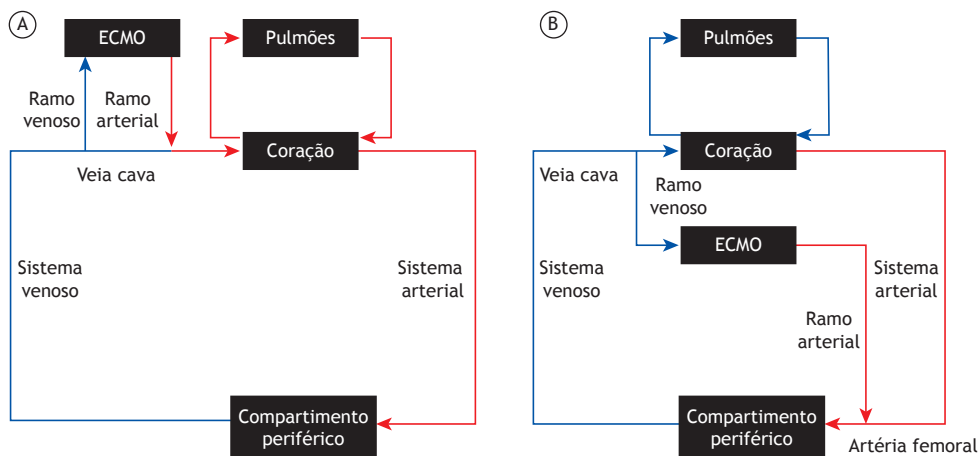 A
ECMO
Pulmões
Ramo
venoso
Ramo
arterial
Coração
Veia cava
Sistema
venoso
Sistema
arterial
Compartimento
periférico
B
Pulmões
Coração
Veia cava
Ramo
venoso
ECMO
Sistema
venoso
Sistema
arterial
Ramo
arterial
Compartimento
periférico
Artéria femoral